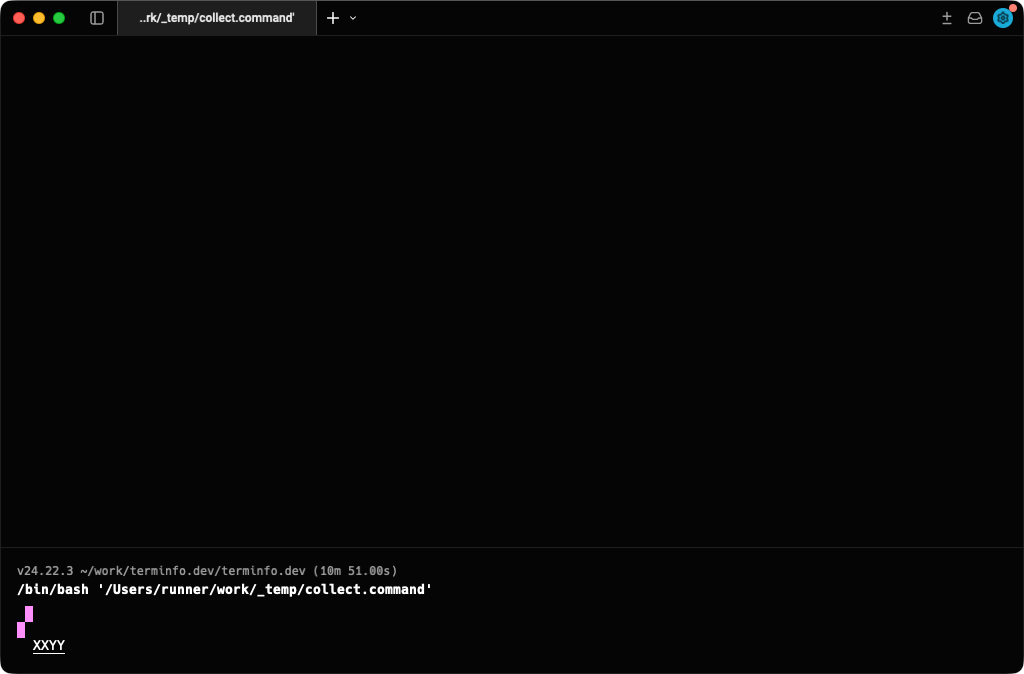 ..rk/_temp/collect.command'
v24.22.3 ~/work/terminfo.dev/terminfo.dev (10m 51.00s)
/bin/bash '/Users/runner/work/_temp/collect.command'
XXYY